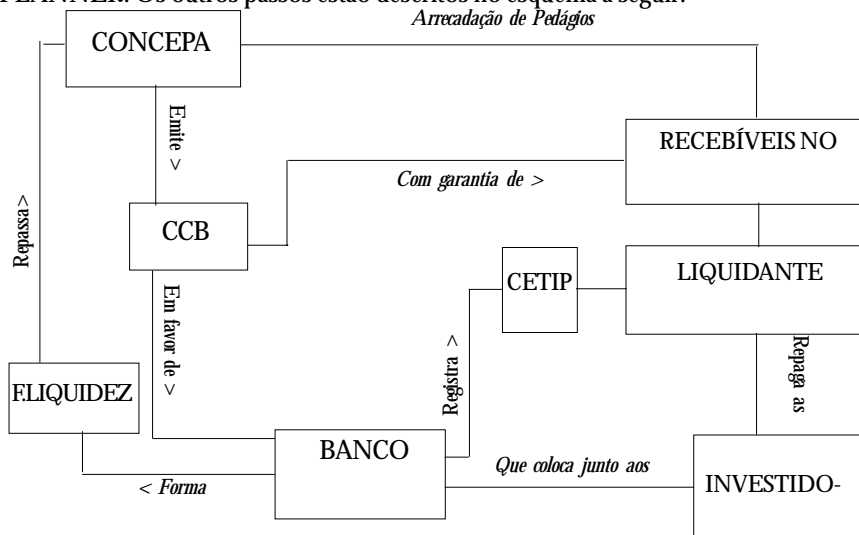 PLANNER. Os outros passos estão descritos no esquema a seguir:
Arrecadação de Pedágios
CONCEPA
Emite >
RECEBÍVEIS NO
Com garantia de >
CCB
Repassa>
CETIP
LIQUIDANTE
Em favor de >
Registra <
Repaga as
F.LIQUIDEZ
BANCO
Que coloca junto aos
INVESTIDO-
< Forma